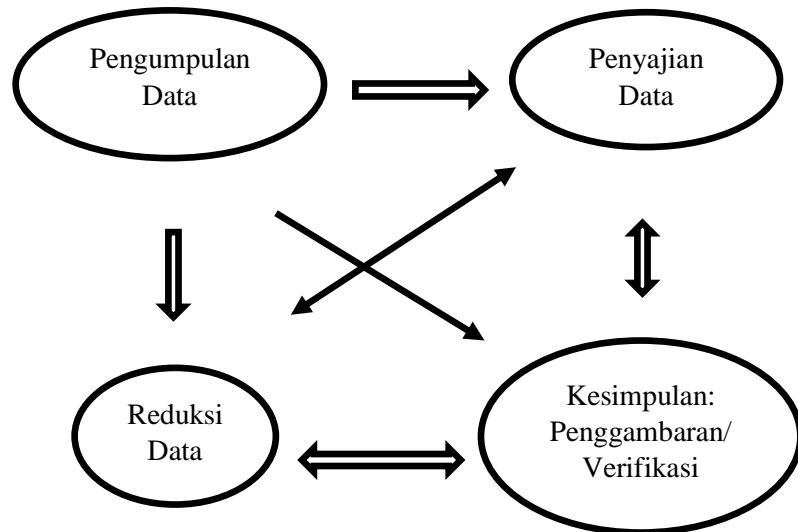 Pengumpulan
Data
Penyajian
Data
Reduksi
Data
Kesimpulan:
Penggambaran/
Verifikasi